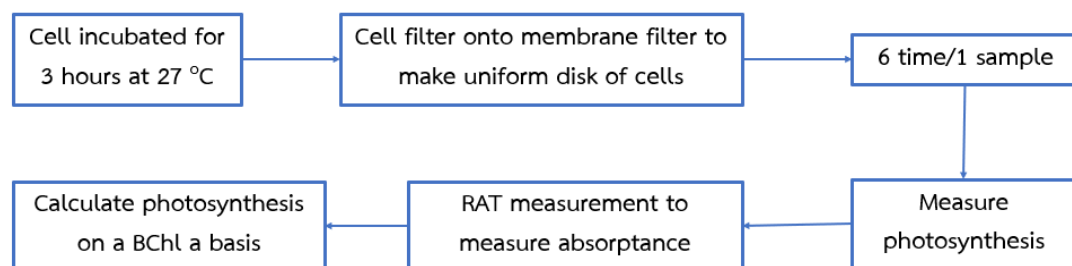 Cell incubated for
3 hours at 27 °C
Cell filter onto membrane filter to
make uniform disk of cells
6 time/1 sample
Measure
photosynthesis
RAT measurement to
measure absorptance
Calculate photosynthesis
on a BChl a basis